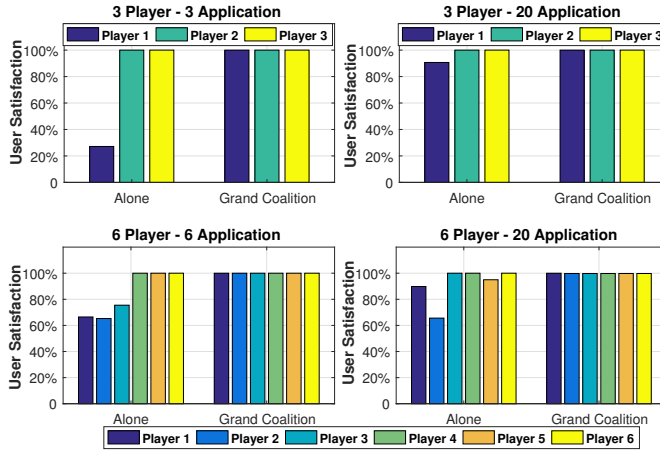 3 Player - 3 Application
Player 1 Player 2 Player 3
User Satisfaction
100%
80%
60%
40%
20%
0
Alone Grand Coalition
3 Player - 20 Application
Player 1 Player 2 Player 3
User Satisfaction
100%
80%
60%
40%
20%
0
Alone Grand Coalition
6 Player - 6 Application
User Satisfaction
100%
80%
60%
40%
20%
0
Alone Grand Coalition
6 Player - 20 Application
User Satisfaction
100%
80%
60%
40%
20%
0
Alone Grand Coalition
Player 1 Player 2 Player 3 Player 4 Player 5 Player 6